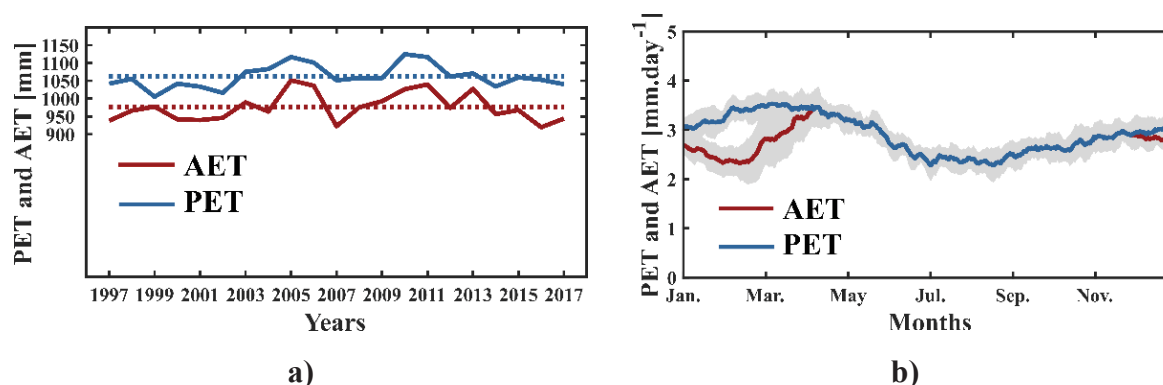 PET and AET [mm]
1150
1100
1050
1000
950
900
AET
PET
1997 1999 2001 2003 2005 2007 2009 2011 2013 2015 2017
Years
a)
PET and AET [mm.day-1]
5
4
3
2
1
0
AET
PET
Jan. Mar. May Jul. Sep. Nov.
Months
b)